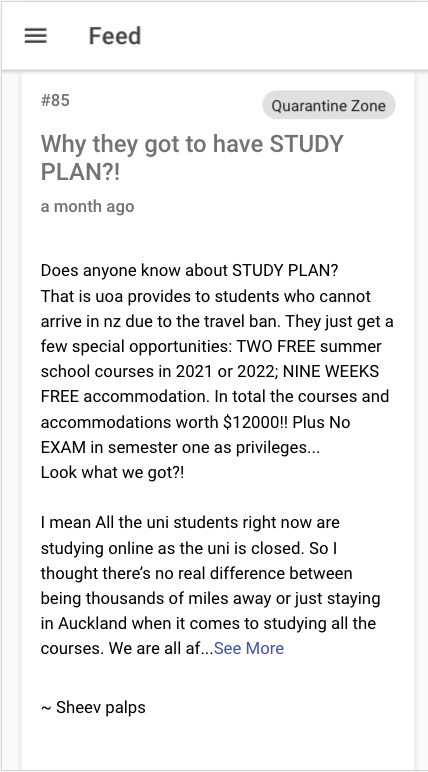 Feed
#85
Quarantine Zone
Why they got to have STUDY
PLAN?!
a month ago
Does anyone know about STUDY PLAN?
That is uoa provides to students who cannot
arrive in nz due to the travel ban. They just get a
few special opportunities: TWO FREE summer
school courses in 2021 or 2022; NINE WEEKS
FREE accommodation. In total the courses and
accommodations worth $12000!! Plus No
EXAM in semester one as privileges...
Look what we got?!
I mean All the uni students right now are
studying online as the uni is closed. So I
thought there’s no real difference between
being thousands of miles away or just staying
in Auckland when it comes to studying all the
courses. We are all af...See More
~ Sheev palps